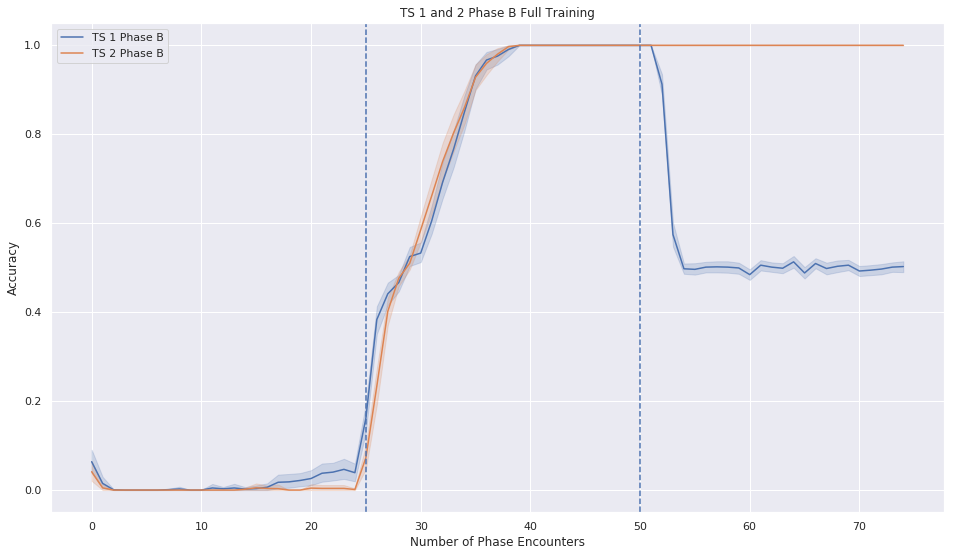 TS 1 and 2 Phase B Full Training
TS 1 Phase B
TS 2 Phase B
1.0
0.8
0.6
0.4
0.2
0.0
Accuracy
0 10 20 30 40 50 60 70
Number of Phase Encounters